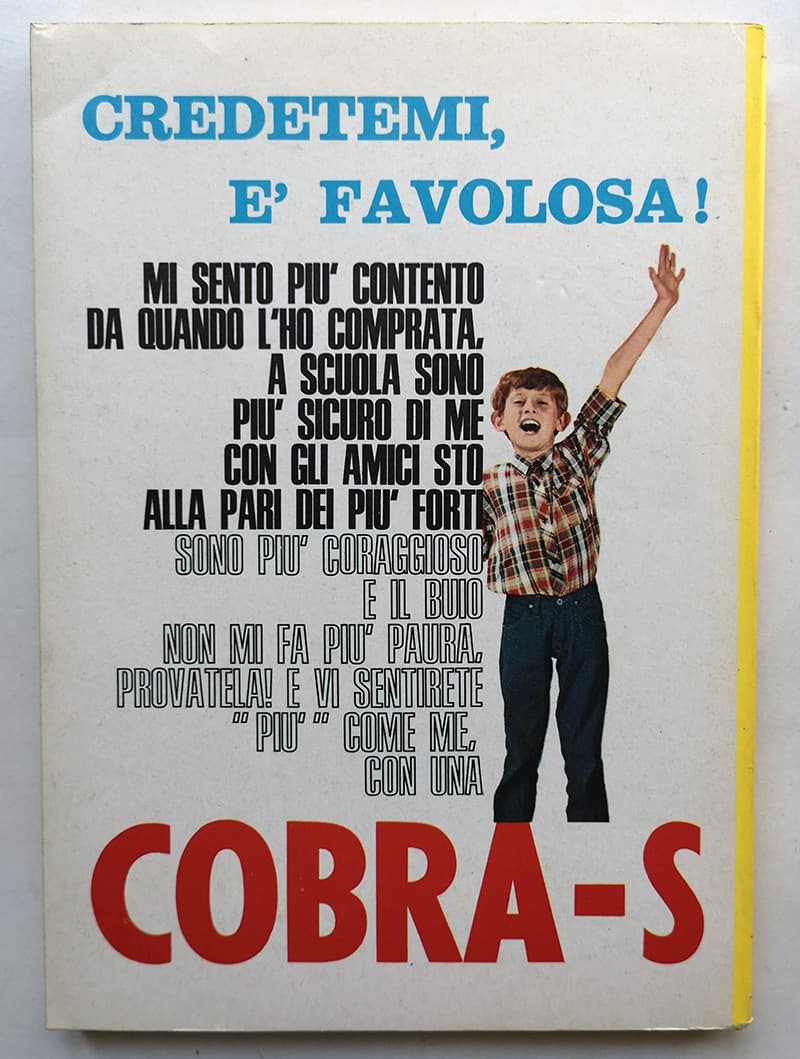 CREDETEMI,
E' FAVOLOSA!
MI SENTO PIU' CONTENTO
DA QUANDO L'HO COMPRATA.
A SCUOLA SONO
PIU' SICURO DI ME
CON GLI AMICI STO
ALLA PARI DEI PIU' FORTI
SONO PIU' CORAGGIOSO
E IL BUIO
NON MI FA PIU' PAURA.
PROVATELA! E VI SENTIRETE
"PIU'" COME ME,
CON UNA
COBRA-S